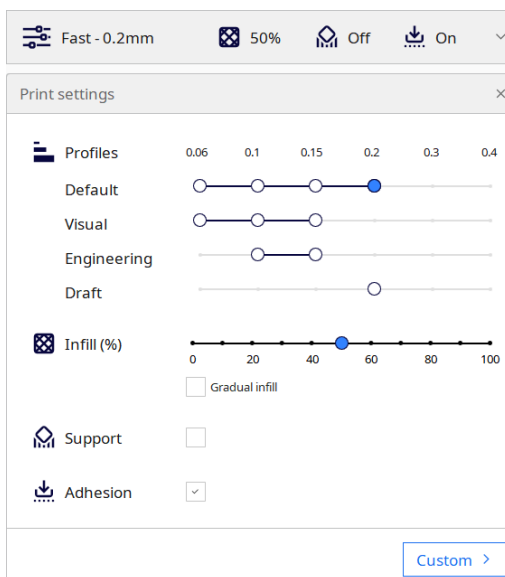 Fast - 0.2mm 50% Off On
Print settings
Profiles 0.06 0.1 0.15 0.2 0.3 0.4
Default
Visual
Engineering
Draft
Infill (%)
0 20 40 60 80 100
Gradual infill
Support
Adhesion
Custom